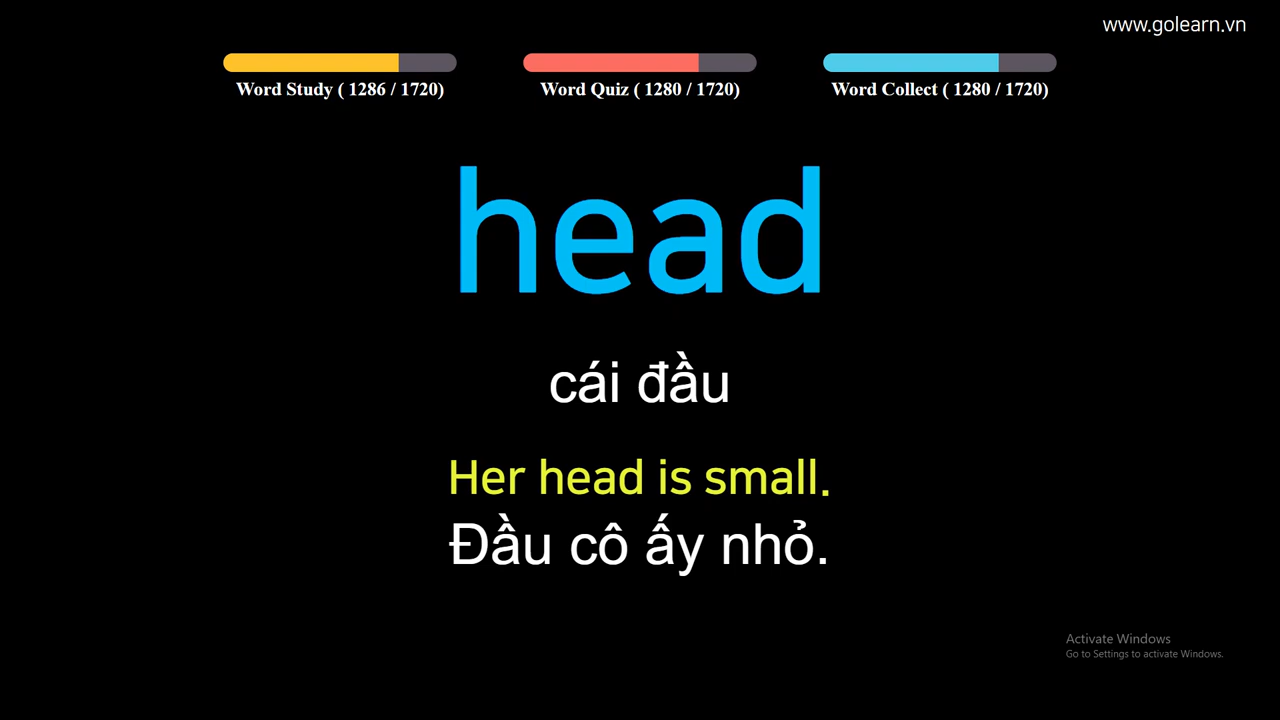 www.golearn.vn
Word Study ( 1286 / 1720)
Word Quiz ( 1280 / 1720)
Word Collect ( 1280 / 1720)
head
cái đầu
Her head is small.
Đầu cô ấy nhỏ.
Activate Windows
Go to Settings to activate Windows.